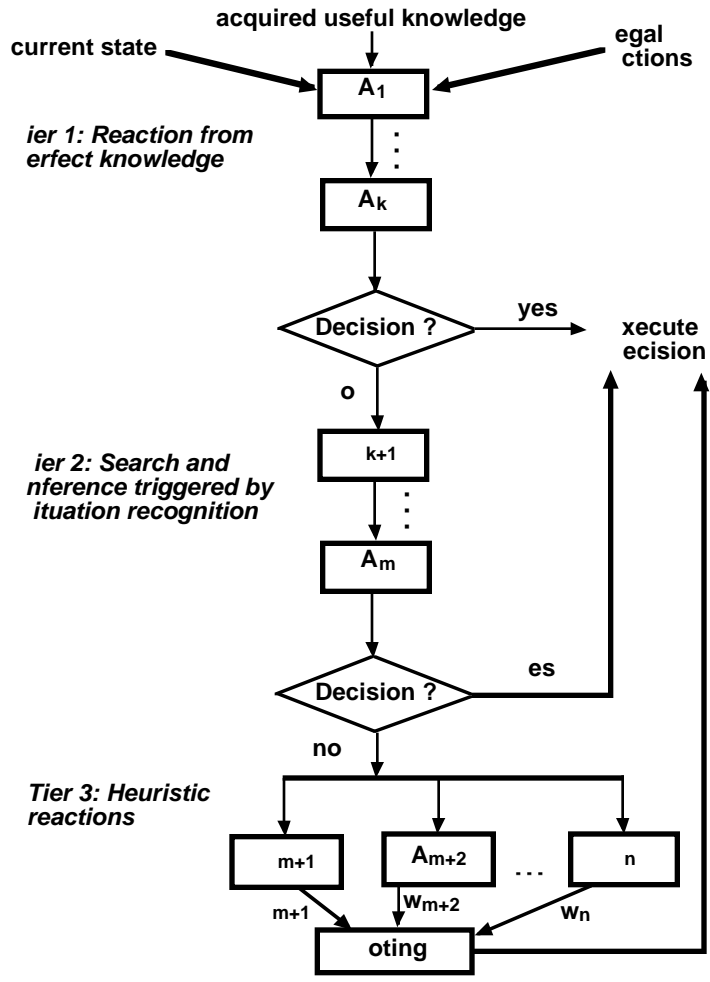 acquired useful knowledge
current state
egal
ctions
A1
ier 1: Reaction from
erfect knowledge
Ak
Decision ?
yes
xecute
ecision
o
k+1
ier 2: Search and
nference triggered by
ituation recognition
Am
Decision ?
es
no
Tier 3: Heuristic
reactions
m+1
Am+2
...
n
m+1
wm+2
wn
oting